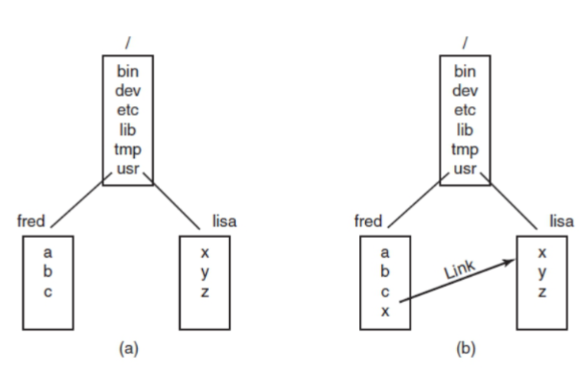 /
bin
dev
etc
lib
tmp
usr
fred
lisa
a
b
c
x
y
z
(a)
/
bin
dev
etc
lib
tmp
usr
fred
lisa
a
b
c
x
Link
x
y
z
(b)